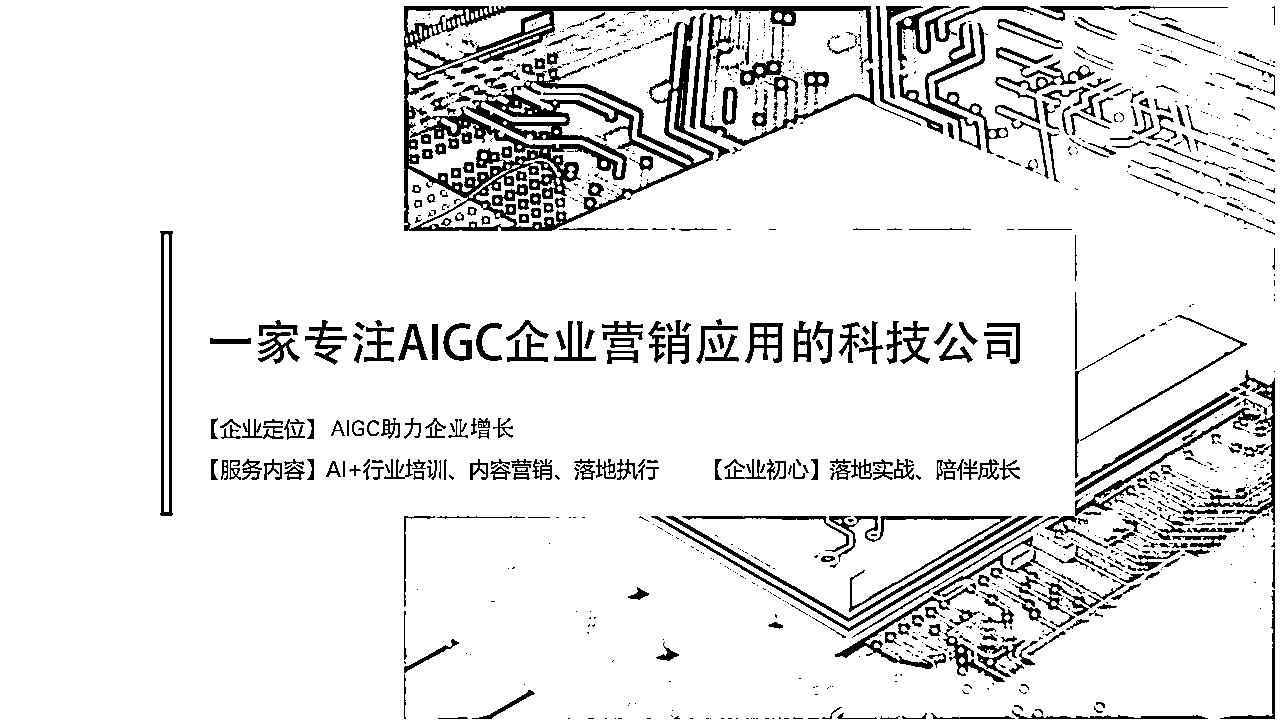 一家专注AIGC企业营销应用的科技公司
【企业定位】 AIGC助力企业增长
【服务内容】AI+行业培训、内容营销、落地执行 【企业初心】落地实战、陪伴成长